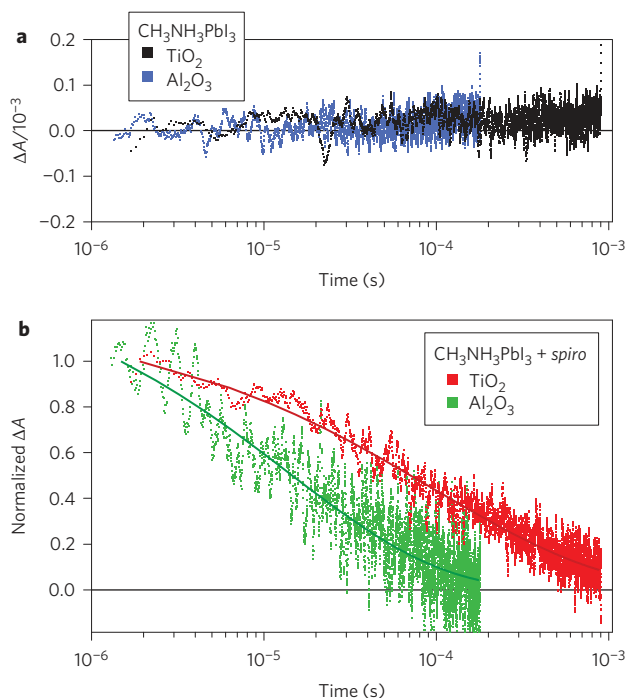 a
CH₃NH₃PbI₃
TiO₂
Al₂O₃
0.2
0.1
0.0
−0.1
−0.2
ΔA/10⁻³
10⁻⁶
10⁻⁵
10⁻⁴
10⁻³
Time (s)
b
CH₃NH₃PbI₃ + spiro
TiO₂
Al₂O₃
1.0
0.8
0.6
0.4
0.2
0.0
Normalized ΔA
10⁻⁶
10⁻⁵
10⁻⁴
10⁻³
Time (s)